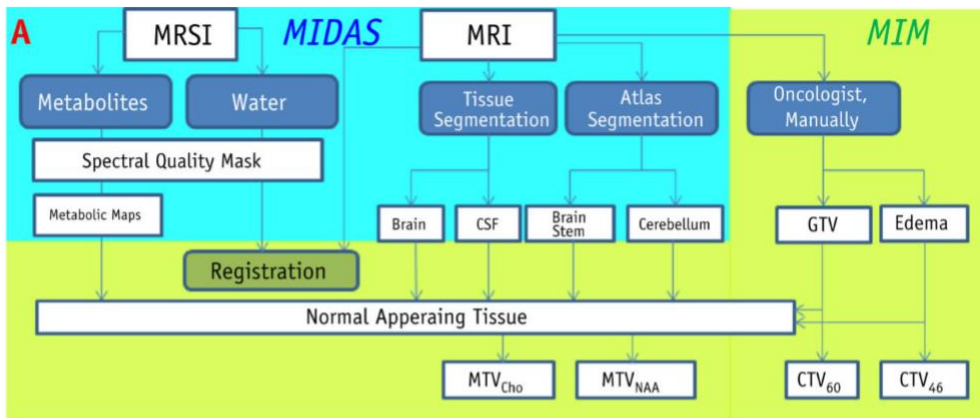 A
MRSI
MIDAS
MRI
MIM
Metabolites
Water
Tissue
Segmentation
Atlas
Segmentation
Oncologist,
Manually
Spectral Quality Mask
Metabolic Maps
Brain
CSF
Brain
Stem
Cerebellum
GTV
Edema
Registration
Normal Apperaing Tissue
MTVCho
MTVNAA
CTV60
CTV46